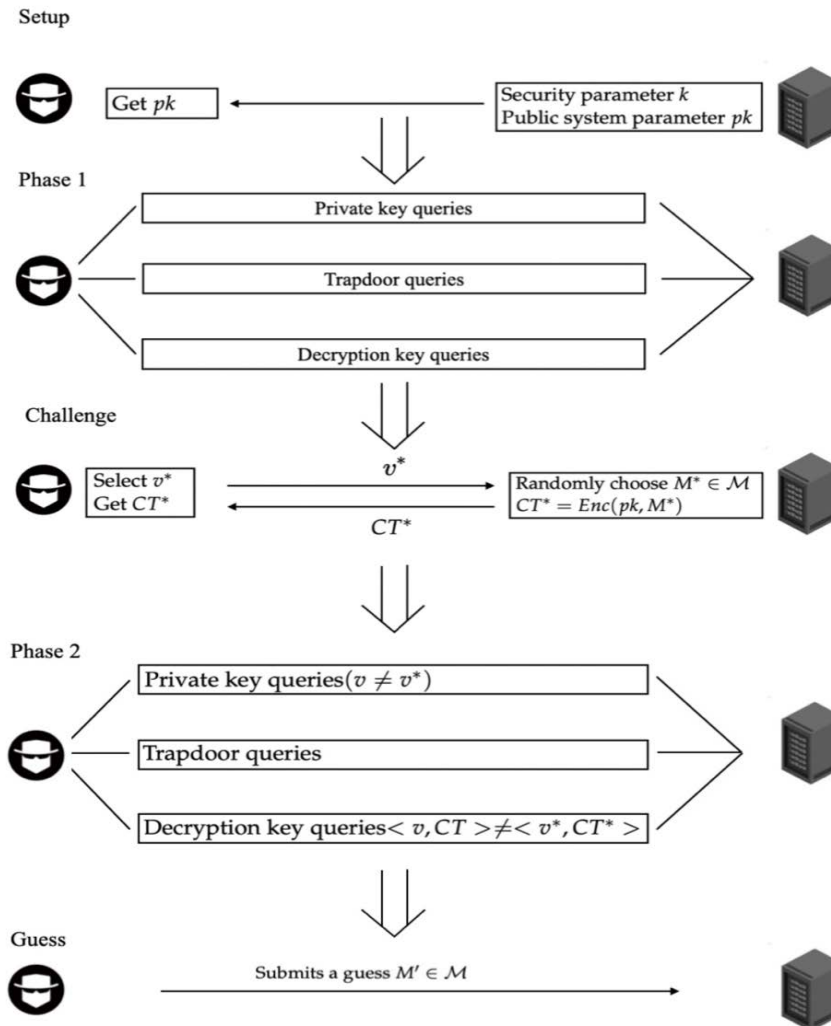 Setup
Get pk
Security parameter k
Public system parameter pk
Phase 1
Private key queries
Trapdoor queries
Decryption key queries
Challenge
Select v*
Get CT*
v*
CT*
Randomly choose M* ∈ ℳ
CT* = Enc(pk, M*)
Phase 2
Private key queries(v ≠ v*)
Trapdoor queries
Decryption key queries< v, CT >≠< v*, CT* >
Guess
Submits a guess M′ ∈ ℳ